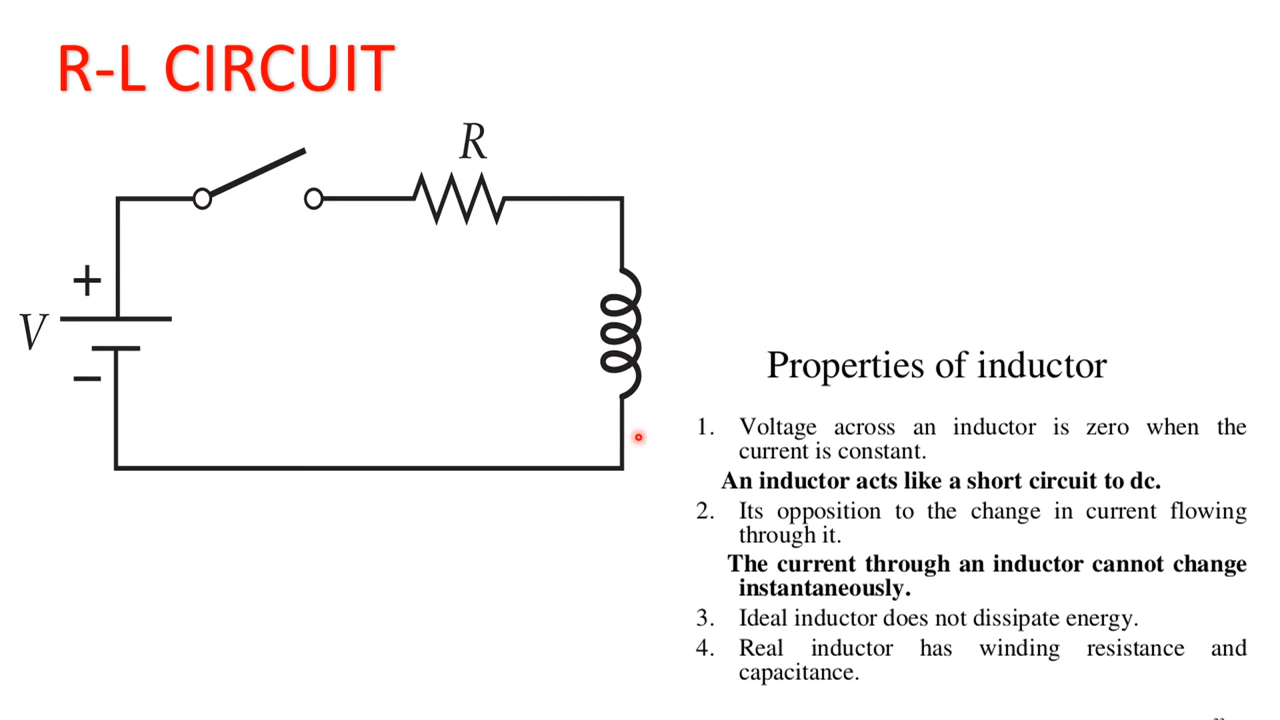 R-L CIRCUIT
R
+
V
−
Properties of inductor
1. Voltage across an inductor is zero when the
current is constant.
An inductor acts like a short circuit to dc.
2. Its opposition to the change in current flowing
through it.
The current through an inductor cannot change
instantaneously.
3. Ideal inductor does not dissipate energy.
4. Real inductor has winding resistance and
capacitance.